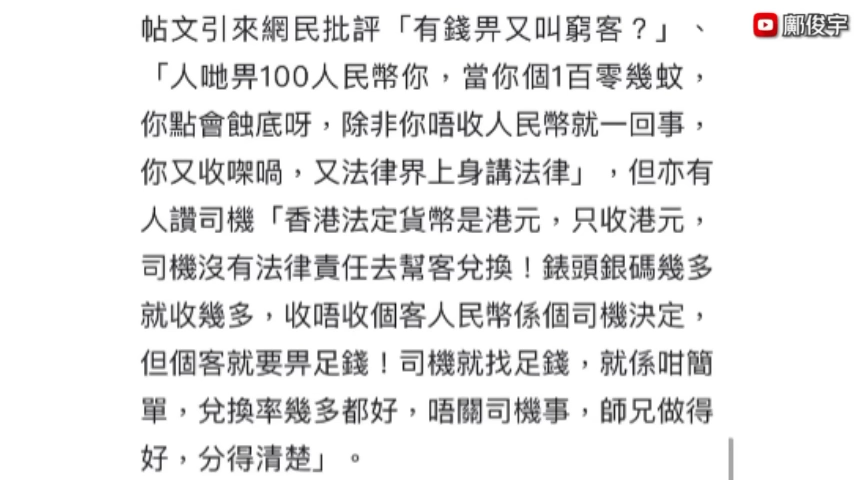 鄺俊宇
帖文引來網民批評「有錢畀又叫窮客？」、
「人哋畀100人民幣你，當你個1百零幾蚊，
你點會蝕底呀，除非你唔收人民幣就一回事，
你又收㗎喎，又法律界上身講法律」，但亦有
人讚司機「香港法定貨幣是港元，只收港元，
司機沒有法律責任去幫客兌換！錶頭銀碼幾多
就收幾多，收唔收個客人民幣係個司機決定，
但個客就要畀足錢！司機就找足錢，就係咁簡
單，兌換率幾多都好，唔關司機事，師兄做得
好，分得清楚」。